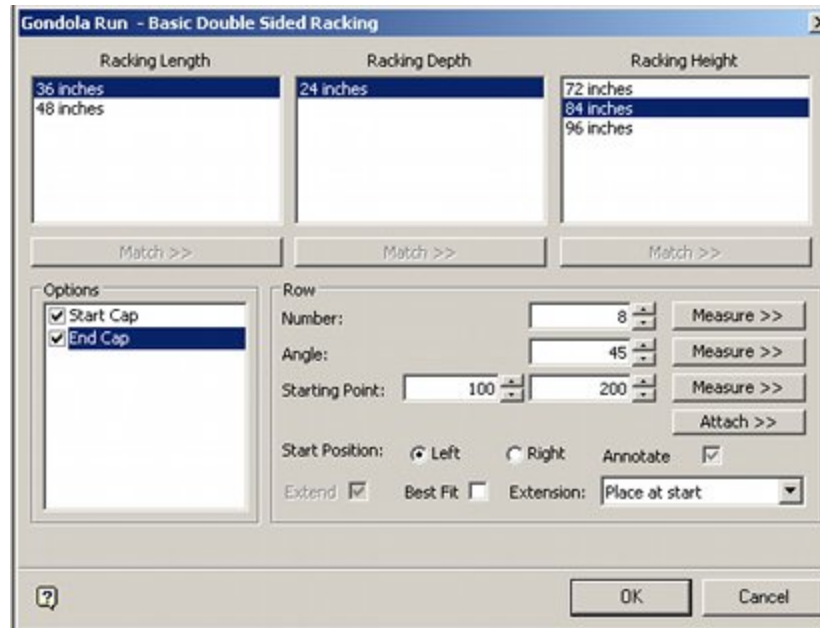 Gondola Run - Basic Double Sided Racking
Racking Length Racking Depth Racking Height
36 inches
48 inches
24 inches
72 inches
84 inches
96 inches
Match >> Match >> Match >>
Options
Start Cap
End Cap
Row
Number: 8 Measure >>
Angle: 45 Measure >>
Starting Point: 100 200 Measure >>
Attach >>
Start Position: Left Right Annotate
Extend Best Fit Extension: Place at start
OK Cancel